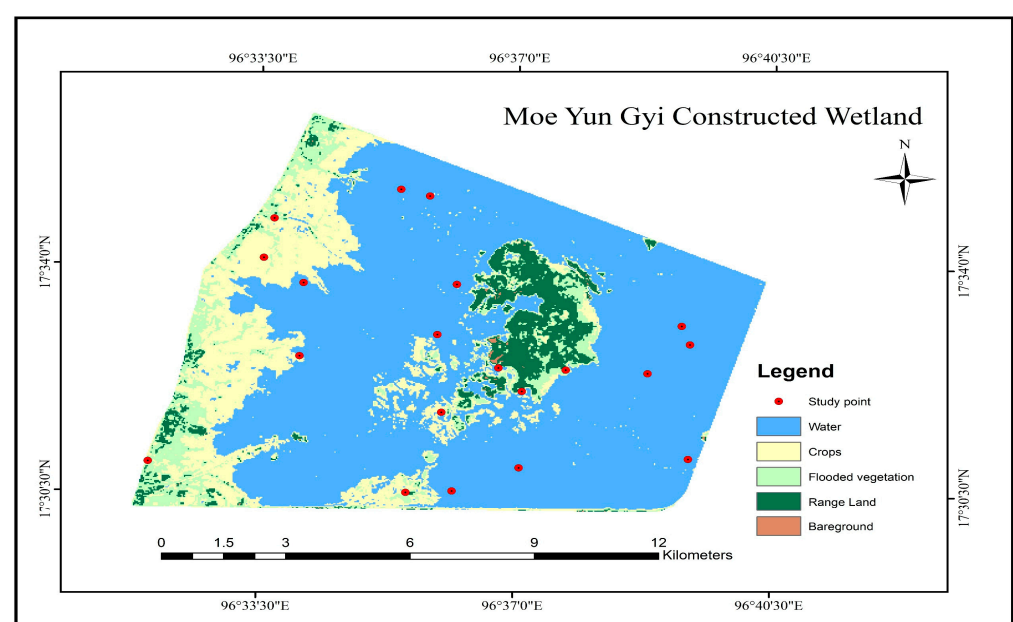 96°33'30"E 96°37'0"E 96°40'30"E
Moe Yun Gyi Constructed Wetland
N
17°34'0"N 17°34'0"N
Legend
Study point
Water
Crops
Flooded vegetation
Range Land
Bareground
17°30'30"N 17°30'30"N
0 1.5 3 6 9 12
Kilometers
96°33'30"E 96°37'0"E 96°40'30"E